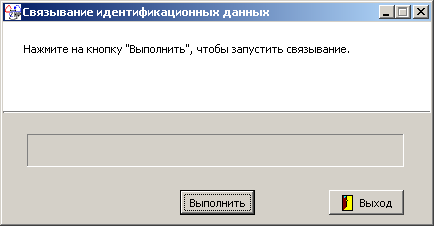 Связывание идентификационных данных
Нажмите на кнопку "Выполнить", чтобы запустить связывание.
Выполнить
Выход